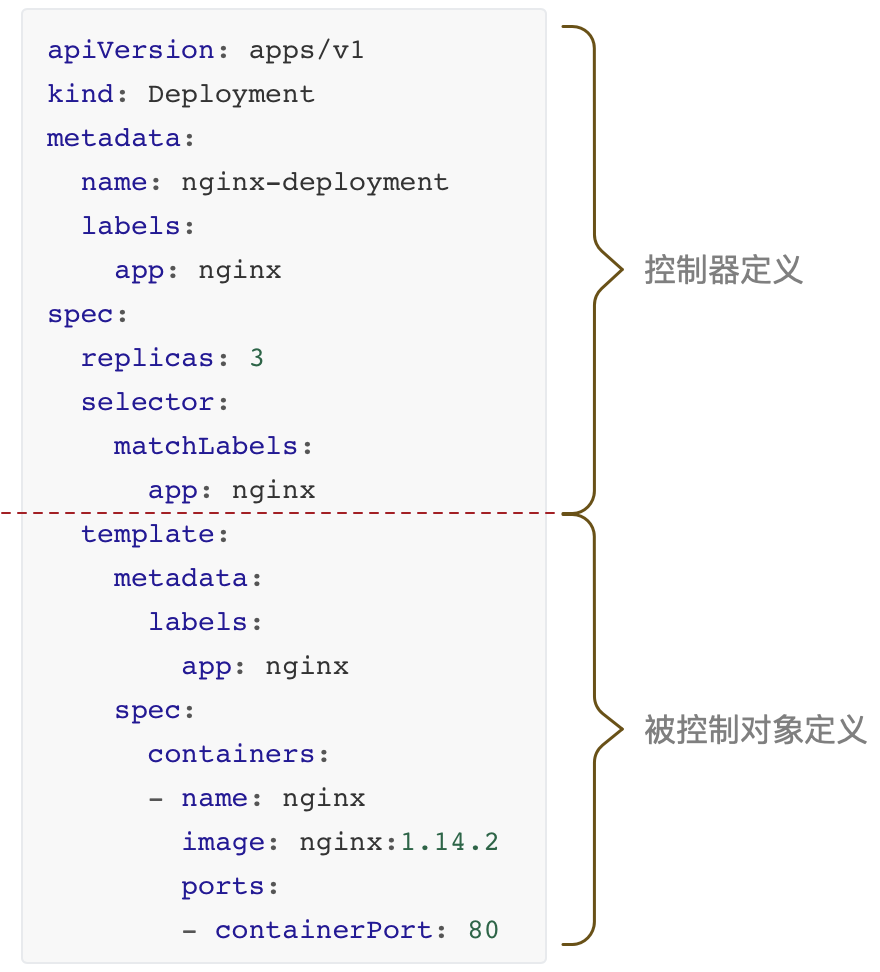 apiVersion: apps/v1
kind: Deployment
metadata:
  name: nginx-deployment
  labels:
    app: nginx
spec:
  replicas: 3
  selector:
    matchLabels:
      app: nginx
  template:
    metadata:
      labels:
        app: nginx
    spec:
      containers:
      - name: nginx
        image: nginx:1.14.2
        ports:
        - containerPort: 80
控制器定义
被控制对象定义